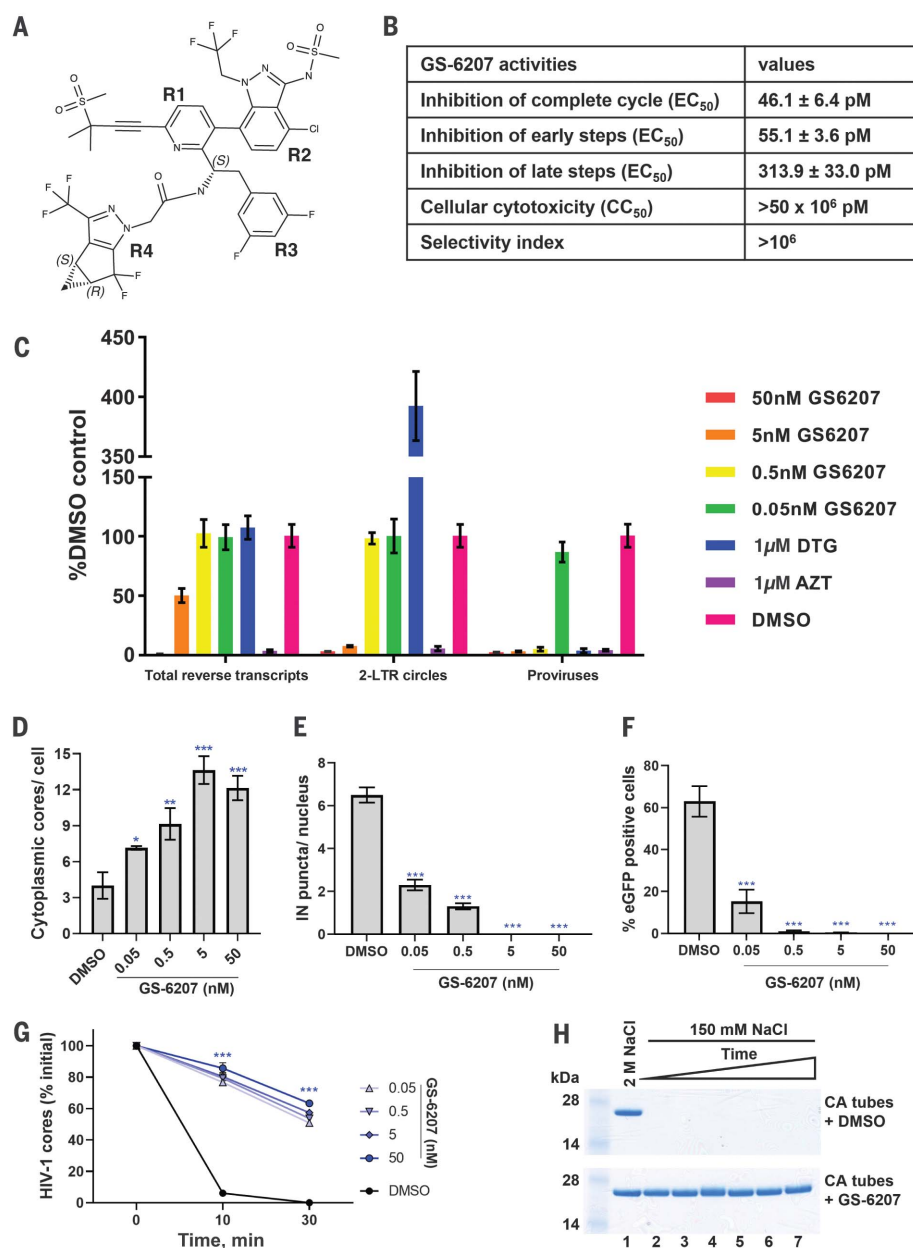 A
F
F
F
O
O
S
N
N
N
O
S
O
R1
Cl
R2
N
(S)
O
N
F
F
F
N
N
R4
F
F
R3
(S)
(R)
F
F
B
GS-6207 activities values
Inhibition of complete cycle (EC50) 46.1 ± 6.4 pM
Inhibition of early steps (EC50) 55.1 ± 3.6 pM
Inhibition of late steps (EC50) 313.9 ± 33.0 pM
Cellular cytotoxicity (CC50) >50 x 10⁶ pM
Selectivity index >10⁶
C
%DMSO control
450
400
350
150
100
50
0
Total reverse transcripts 2-LTR circles Proviruses
50nM GS6207
5nM GS6207
0.5nM GS6207
0.05nM GS6207
1µM DTG
1µM AZT
DMSO
D
Cytoplasmic cores/ cell
15
12
9
6
3
0
* ** *** ***
DMSO 0.05 0.5 5 50
GS-6207 (nM)
E
IN puncta/ nucleus
8
6
4
2
0
*** *** *** ***
DMSO 0.05 0.5 5 50
GS-6207 (nM)
F
% eGFP positive cells
80
60
40
20
0
*** *** *** ***
DMSO 0.05 0.5 5 50
GS-6207 (nM)
G
HIV-1 cores (% initial)
100
80
60
40
20
0
*** ***
0 10 30
Time, min
0.05
0.5
5
50
GS-6207 (nM)
DMSO
H
2 M NaCl
150 mM NaCl
Time
kDa
28
14
CA tubes
+ DMSO
28
14
CA tubes
+ GS-6207
1 2 3 4 5 6 7